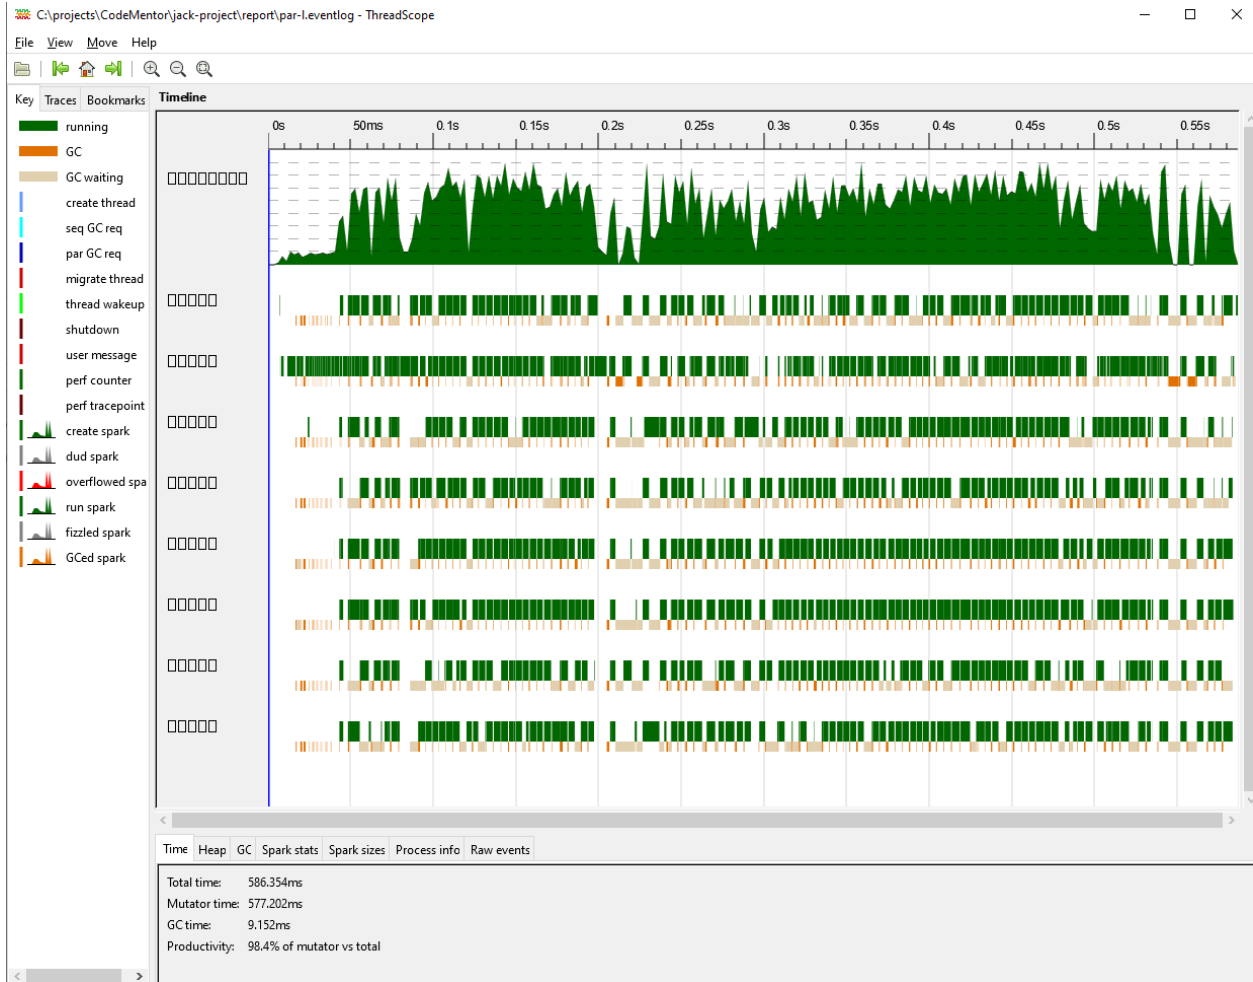 C:\projects\CodeMentor\jack-project\report\par-l.eventlog - ThreadScope
File View Move Help
Key Traces Bookmarks
running
GC
GC waiting
create thread
seq GC req
par GC req
migrate thread
thread wakeup
shutdown
user message
perf counter
perf tracepoint
create spark
dud spark
overflowed spa
run spark
fizzled spark
GCed spark
Timeline
0s 50ms 0.1s 0.15s 0.2s 0.25s 0.3s 0.35s 0.4s 0.45s 0.5s 0.55s
Time Heap GC Spark stats Spark sizes Process info Raw events
Total time: 586.354ms
Mutator time: 577.202ms
GC time: 9.152ms
Productivity: 98.4% of mutator vs total